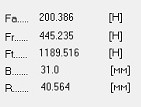 Fa..... 200.386 [Н]
Fr..... 445.235 [Н]
Ft..... 1189.516 [Н]
B....... 31.0 [мм]
R....... 40.564 [мм]